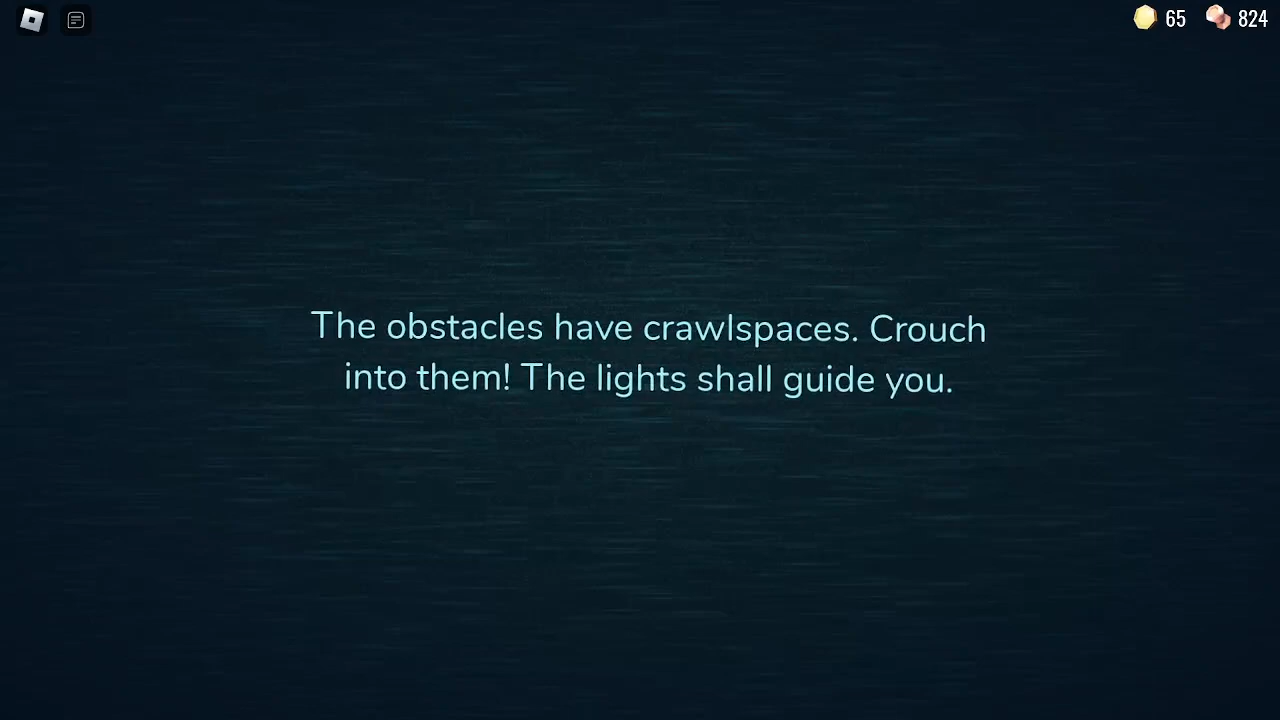 65 824
The obstacles have crawlspaces. Crouch
into them! The lights shall guide you.